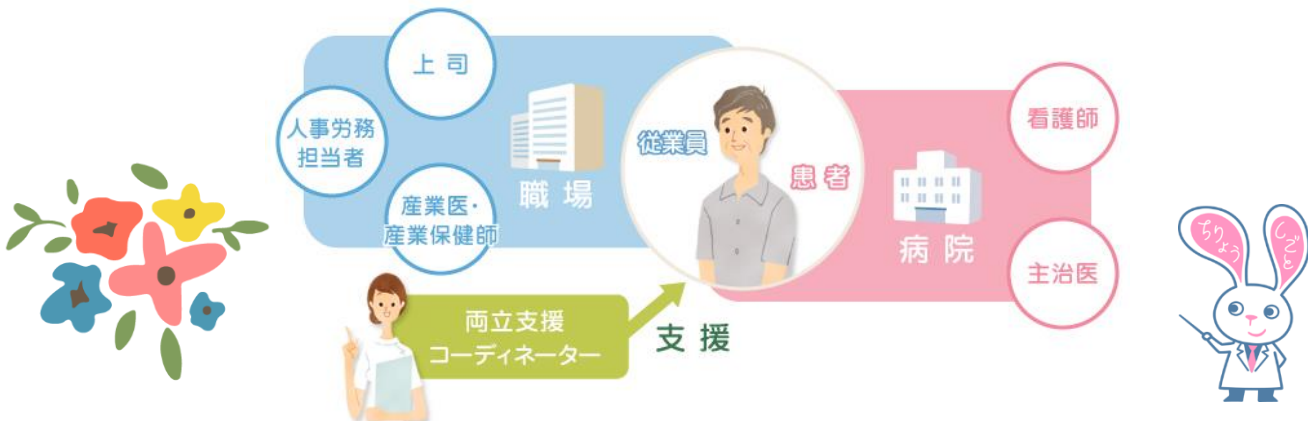 上司
人事労務
担当者
産業医・
産業保健師
職場
従業員
患者
病院
看護師
主治医
両立支援
コーディネーター
支援
ちりょう
しごと